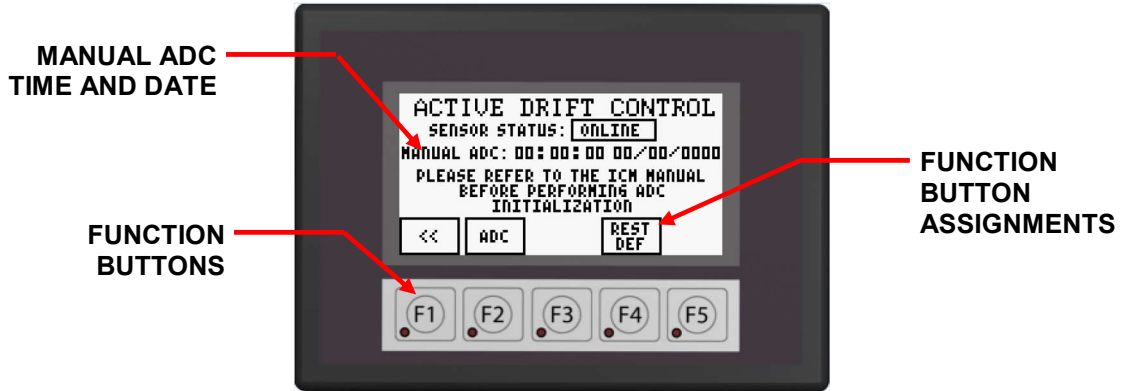 MANUAL ADC
TIME AND DATE
ACTIVE DRIFT CONTROL
SENSOR STATUS: ONLINE
MANUAL ADC: 00:00:00 00/00/0000
PLEASE REFER TO THE ICM MANUAL
BEFORE PERFORMING ADC
INITIALIZATION
<< ADC REST
DEF
FUNCTION
BUTTON
ASSIGNMENTS
FUNCTION
BUTTONS
F1 F2 F3 F4 F5